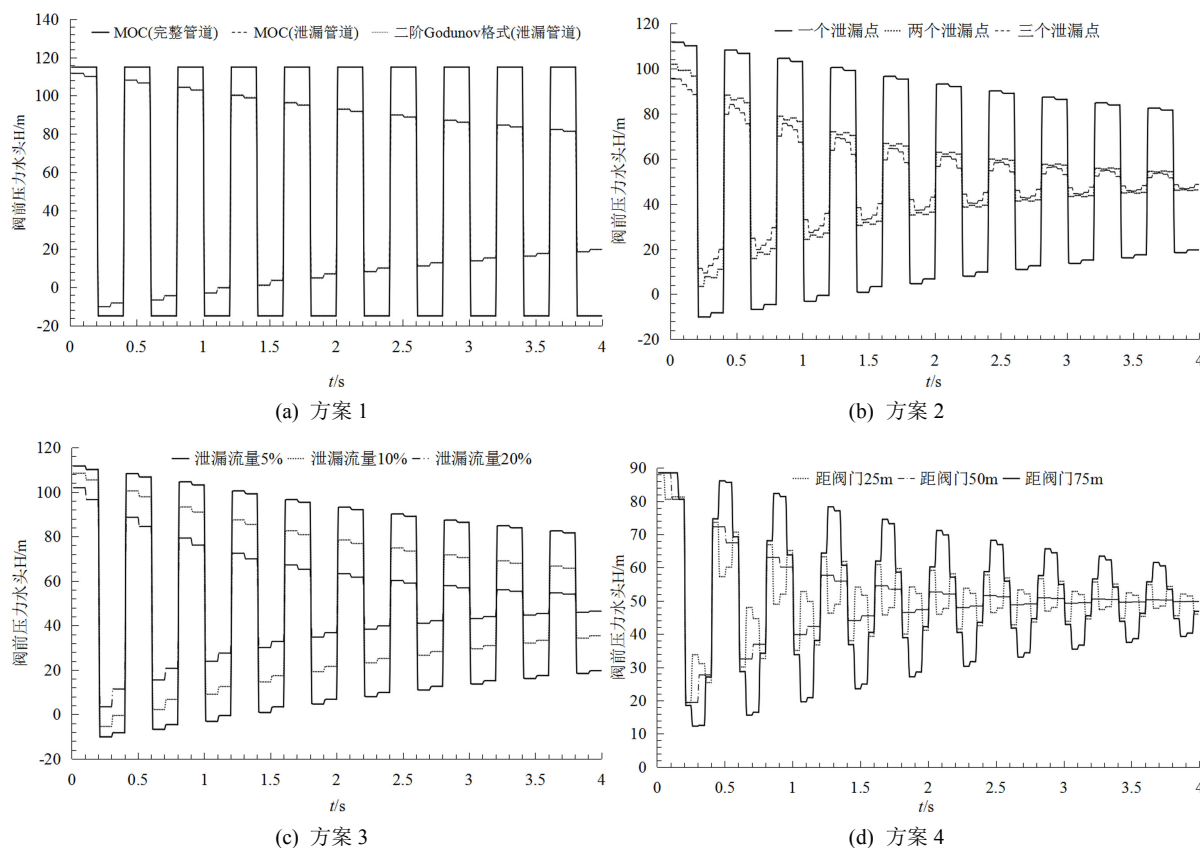 MOC(完整管道) MOC(泄漏管道) 二阶Godunov格式(泄漏管道)
140
120
100
80
60
40
20
0
-20
阀前压力水头H/m
0 0.5 1 1.5 2 2.5 3 3.5 4
t/s
(a) 方案 1
一个泄漏点 两个泄漏点 三个泄漏点
120
100
80
60
40
20
0
-20
阀前压力水头H/m
0 0.5 1 1.5 2 2.5 3 3.5 4
t/s
(b) 方案 2
泄漏流量5% 泄漏流量10% 泄漏流量20%
120
100
80
60
40
20
0
-20
阀前压力水头H/m
0 0.5 1 1.5 2 2.5 3 3.5 4
t/s
(c) 方案 3
距阀门25m 距阀门50m 距阀门75m
90
80
70
60
50
40
30
20
10
0
阀前压力水头H/m
0 0.5 1 1.5 2 2.5 3 3.5 4
t/s
(d) 方案 4